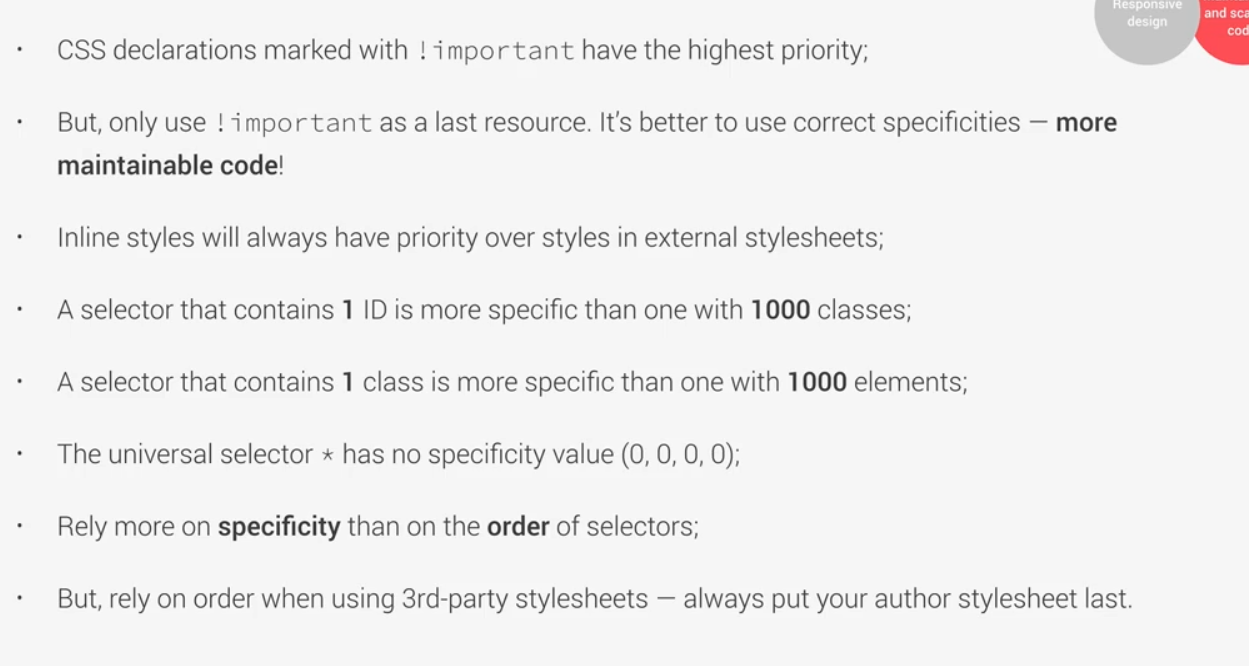 Responsive
design
and sca
cod
• CSS declarations marked with !important have the highest priority;
• But, only use !important as a last resource. It’s better to use correct specificities — more
maintainable code!
• Inline styles will always have priority over styles in external stylesheets;
• A selector that contains 1 ID is more specific than one with 1000 classes;
• A selector that contains 1 class is more specific than one with 1000 elements;
• The universal selector * has no specificity value (0, 0, 0, 0);
• Rely more on specificity than on the order of selectors;
• But, rely on order when using 3rd-party stylesheets — always put your author stylesheet last.